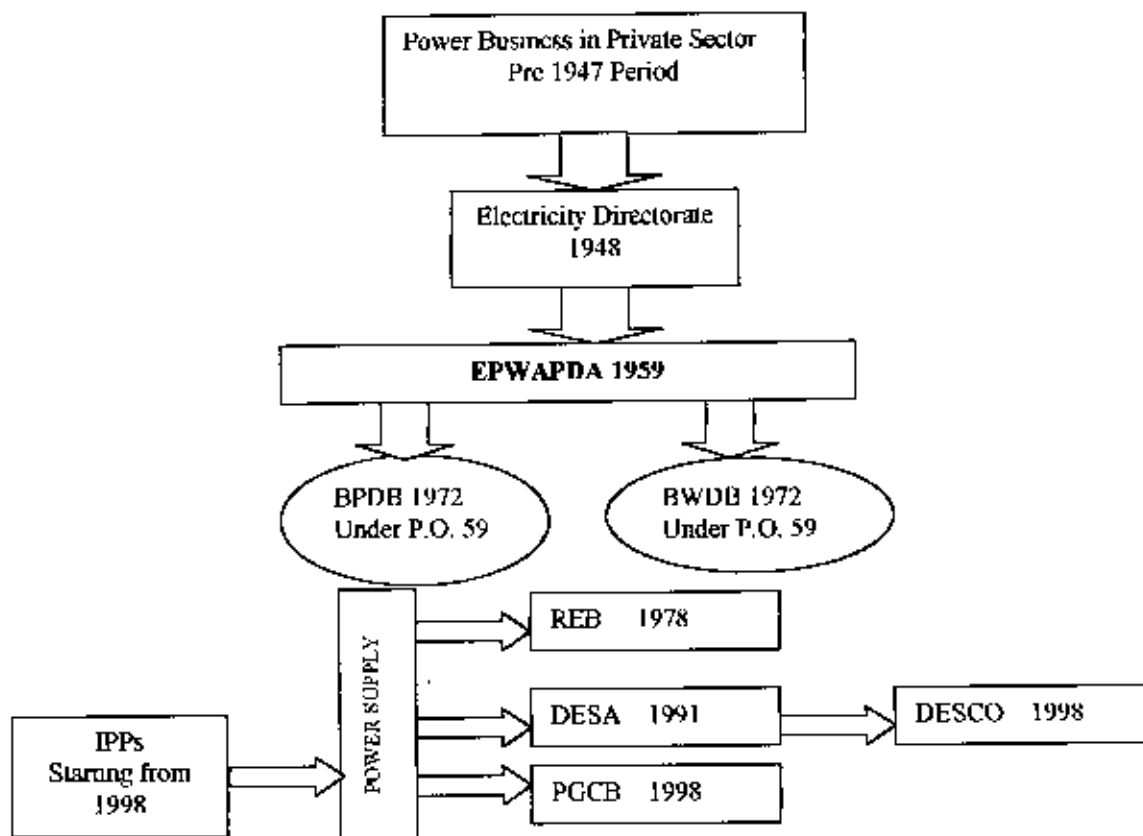 Power Business in Private Sector
Pre 1947 Period
Electricity Directorate
1948
EPWAPDA 1959
BPDB 1972
Under P.O. 59
BWDB 1972
Under P.O. 59
POWER SUPPLY
REB 1978
DESA 1991
DESCO 1998
IPPs
Starting from
1998
PGCB 1998